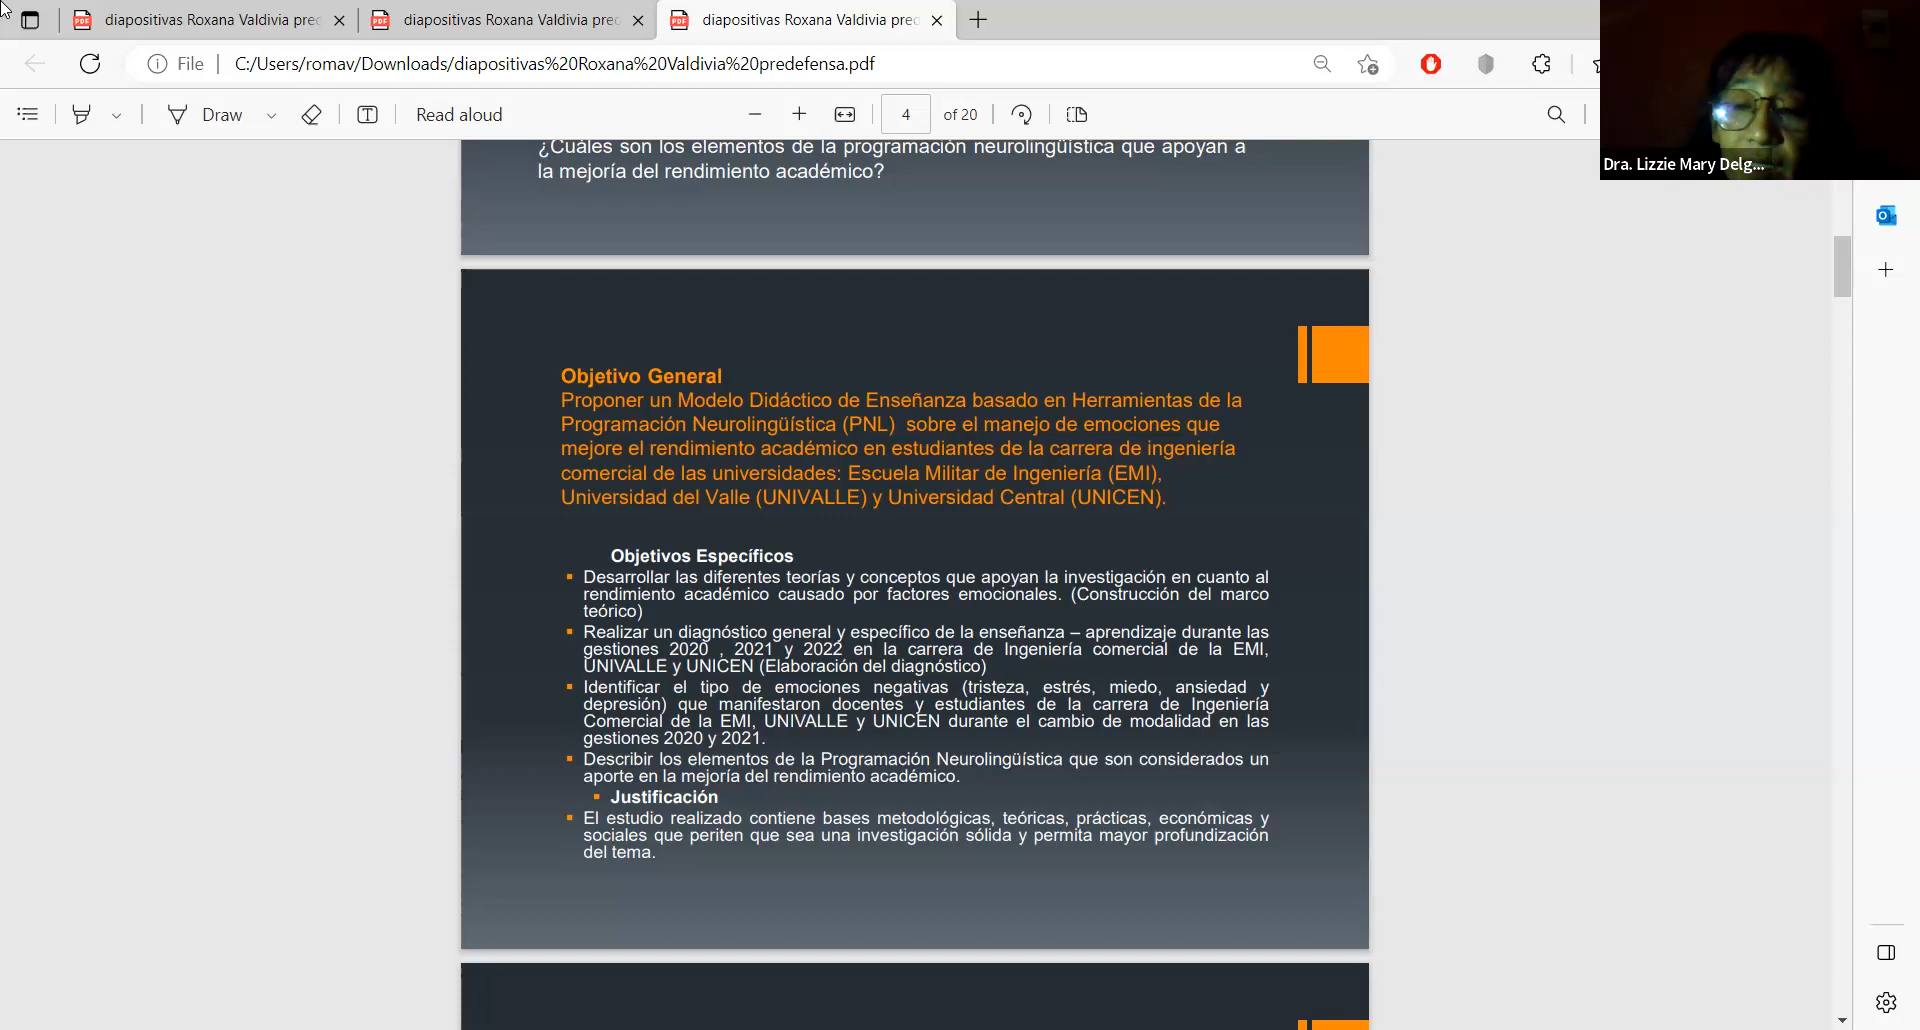 diapositivas Roxana Valdivia pre
diapositivas Roxana Valdivia pre
diapositivas Roxana Valdivia pre
File
C:/Users/romav/Downloads/diapositivas%20Roxana%20Valdivia%20predefensa.pdf
Draw
Read aloud
4
of 20
Dra. Lizzie Mary Delg...
¿Cuáles son los elementos de la programación neurolingüística que apoyan a
la mejoría del rendimiento académico?
Objetivo General
Proponer un Modelo Didáctico de Enseñanza basado en Herramientas de la
Programación Neurolingüística (PNL) sobre el manejo de emociones que
mejore el rendimiento académico en estudiantes de la carrera de ingeniería
comercial de las universidades: Escuela Militar de Ingeniería (EMI),
Universidad del Valle (UNIVALLE) y Universidad Central (UNICEN).
Objetivos Específicos
Desarrollar las diferentes teorías y conceptos que apoyan la investigación en cuanto al
rendimiento académico causado por factores emocionales. (Construcción del marco
teórico)
Realizar un diagnóstico general y específico de la enseñanza – aprendizaje durante las
gestiones 2020 , 2021 y 2022 en la carrera de Ingeniería comercial de la EMI,
UNIVALLE y UNICEN (Elaboración del diagnóstico)
Identificar el tipo de emociones negativas (tristeza, estrés, miedo, ansiedad y
depresión) que manifestaron docentes y estudiantes de la carrera de Ingeniería
Comercial de la EMI, UNIVALLE y UNICEN durante el cambio de modalidad en las
gestiones 2020 y 2021.
Describir los elementos de la Programación Neurolingüística que son considerados un
aporte en la mejoría del rendimiento académico.
Justificación
El estudio realizado contiene bases metodológicas, teóricas, prácticas, económicas y
sociales que periten que sea una investigación sólida y permita mayor profundización
del tema.